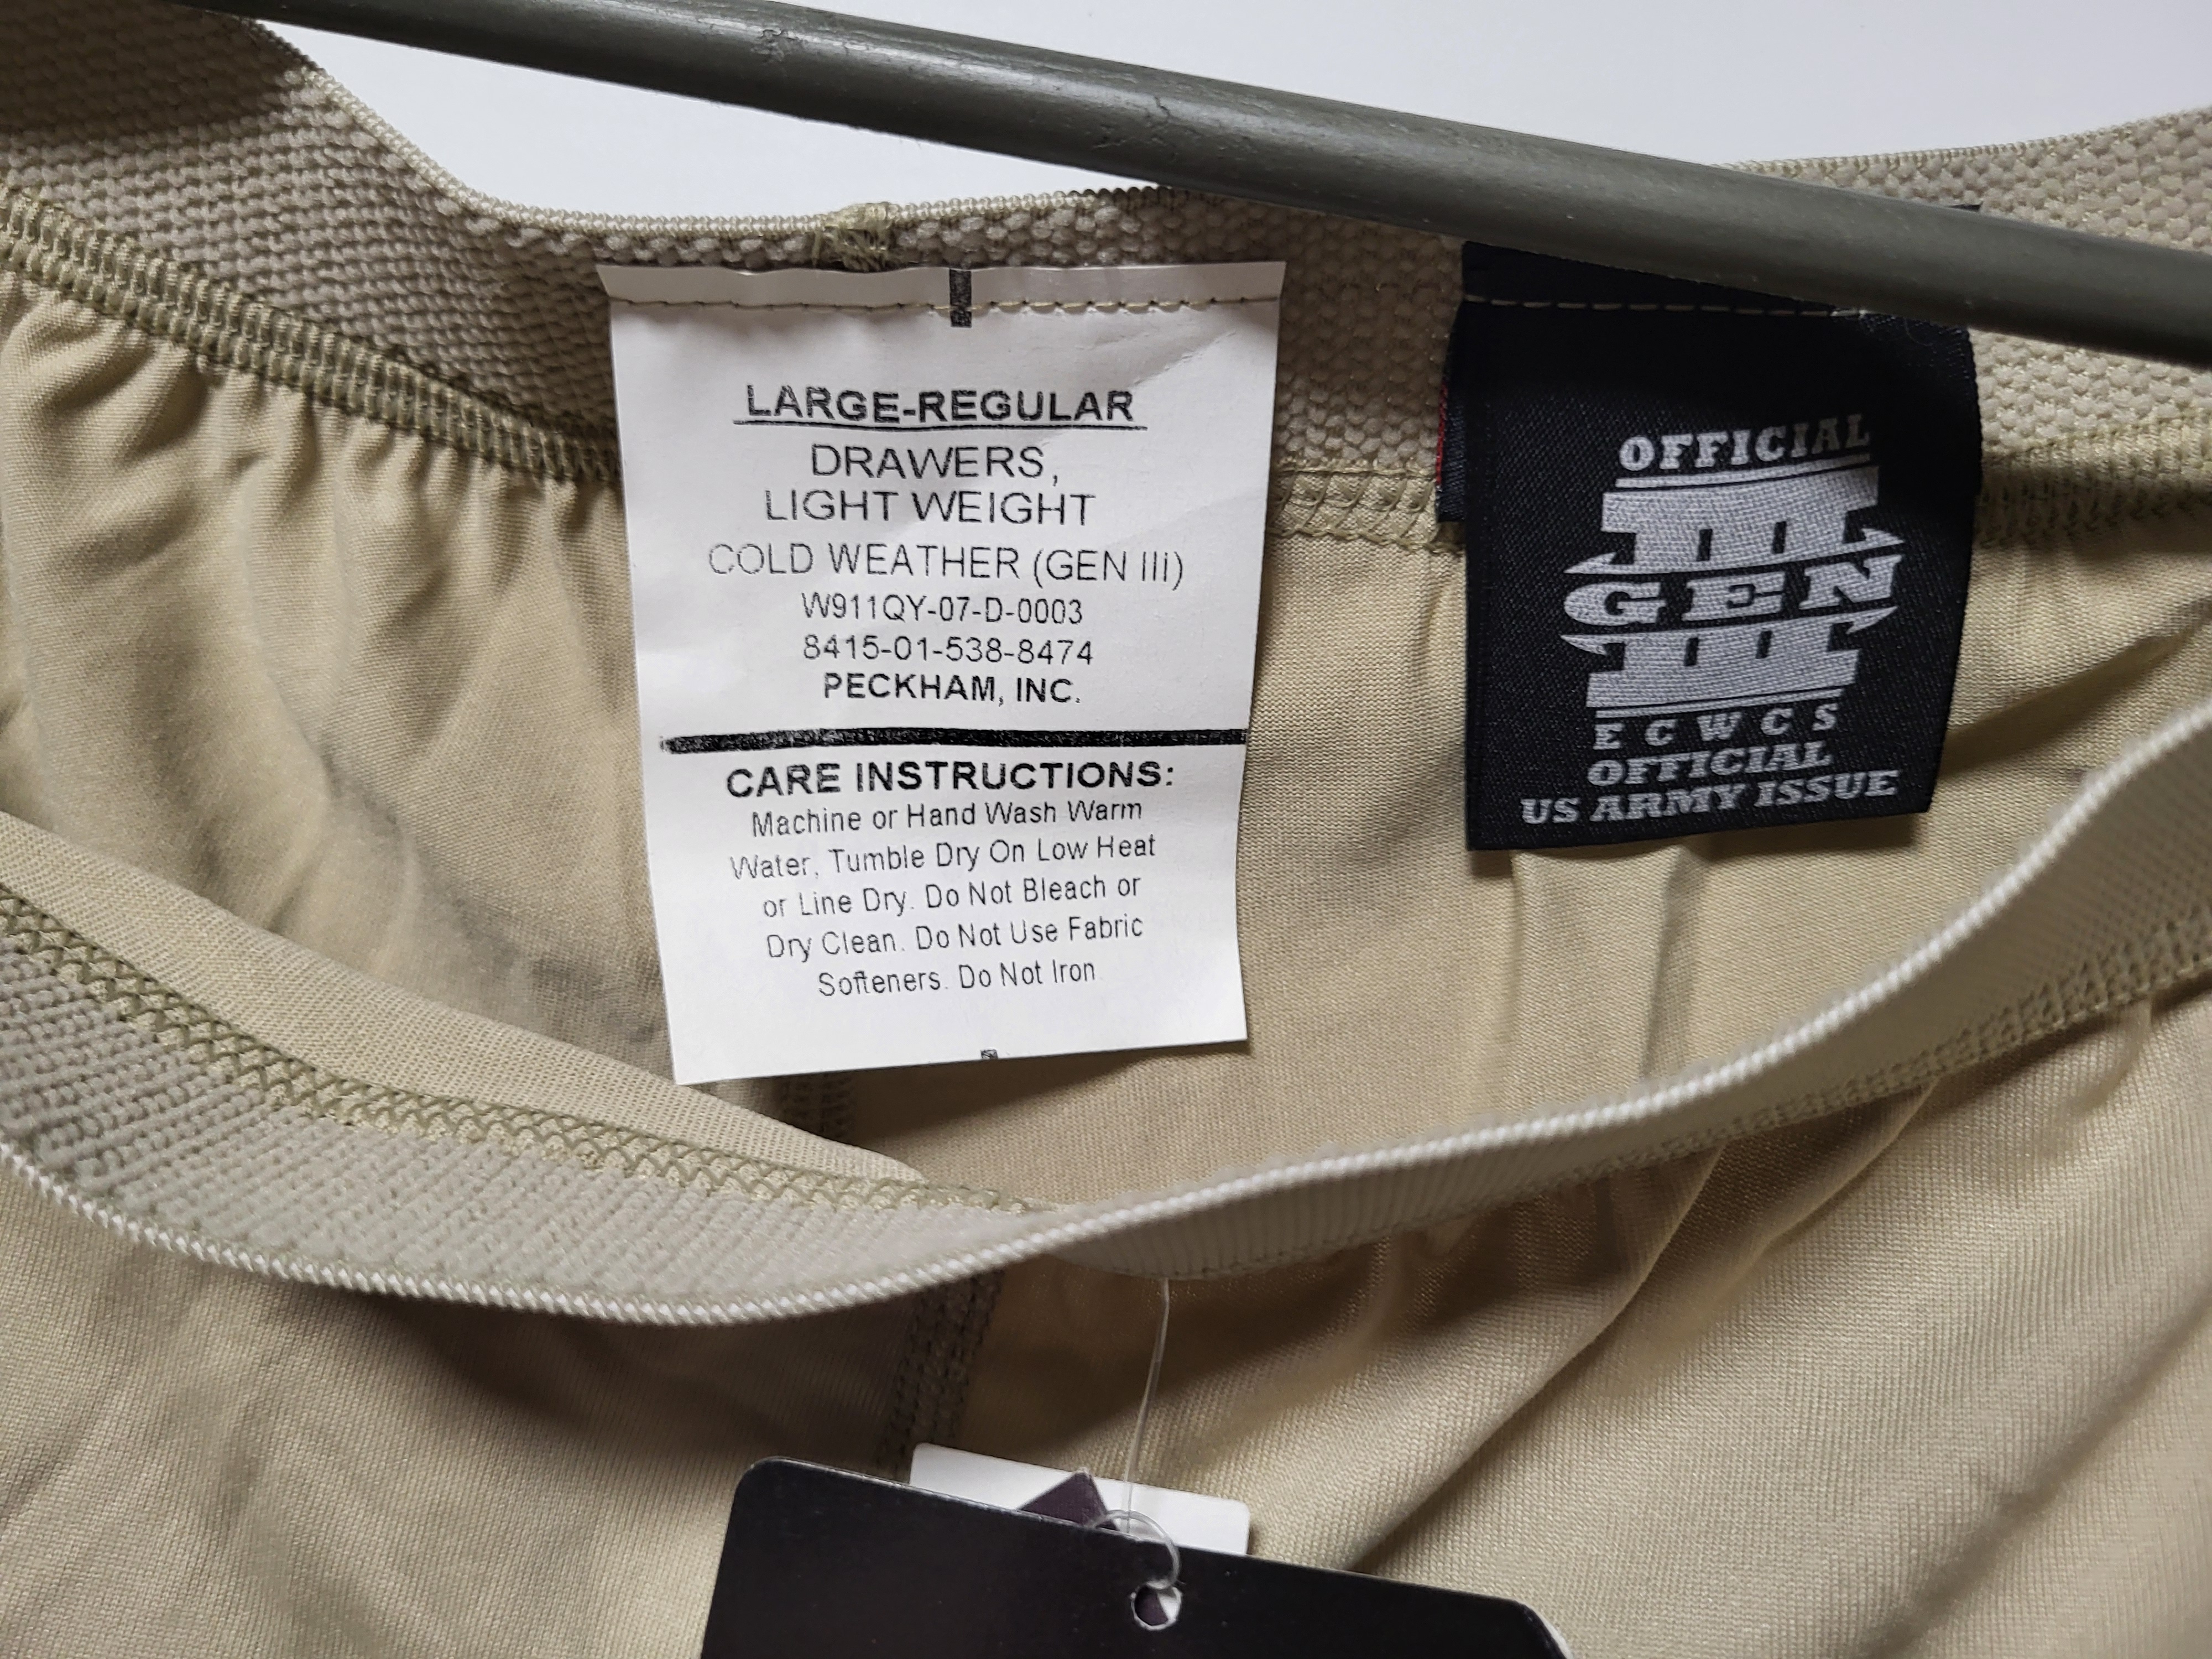 LARGE-REGULAR
DRAWERS,
LIGHT WEIGHT
COLD WEATHER (GEN III)
W911QY-07-D-0003
8415-01-538-8474
PECKHAM, INC.
CARE INSTRUCTIONS:
Machine or Hand Wash Warm
Water, Tumble Dry On Low Heat
or Line Dry. Do Not Bleach or
Dry Clean. Do Not Use Fabric
Softeners. Do Not Iron
OFFICIAL
III
GEN
ECWCS
OFFICIAL
US ARMY ISSUE